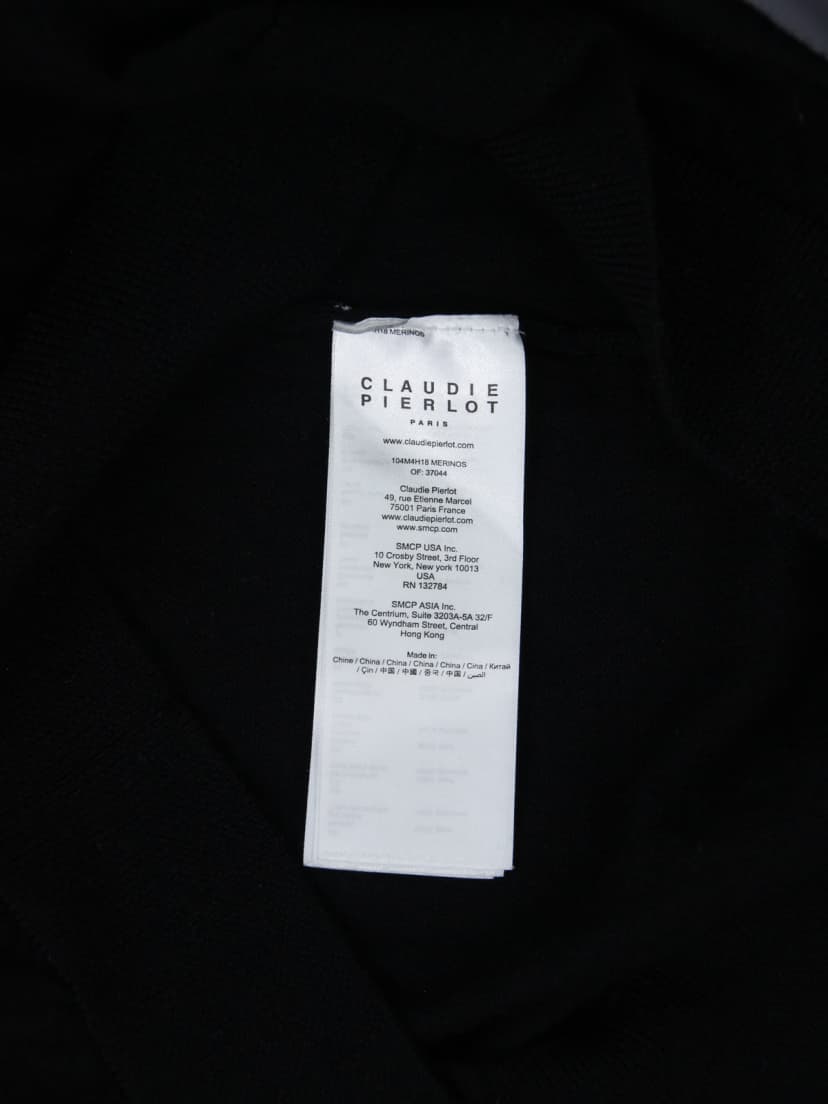 H18 MERINOS
CLAUDIE
PIERLOT
PARIS
www.claudiepierlot.com
104M4H18 MERINOS
OF: 37044
Claudie Pierlot
49, rue Etienne Marcel
75001 Paris France
www.claudiepierlot.com
www.smcp.com
SMCP USA Inc.
10 Crosby Street, 3rd Floor
New York, New york 10013
USA
RN 132784
SMCP ASIA Inc.
The Centrium, Suite 3203A-5A 32/F
60 Wyndham Street, Central
Hong Kong
Made in:
Chine / China / China / China / China / Cina / Китай
/ Çin / 中国 / 中國 / 중국 / 中国 / الصين